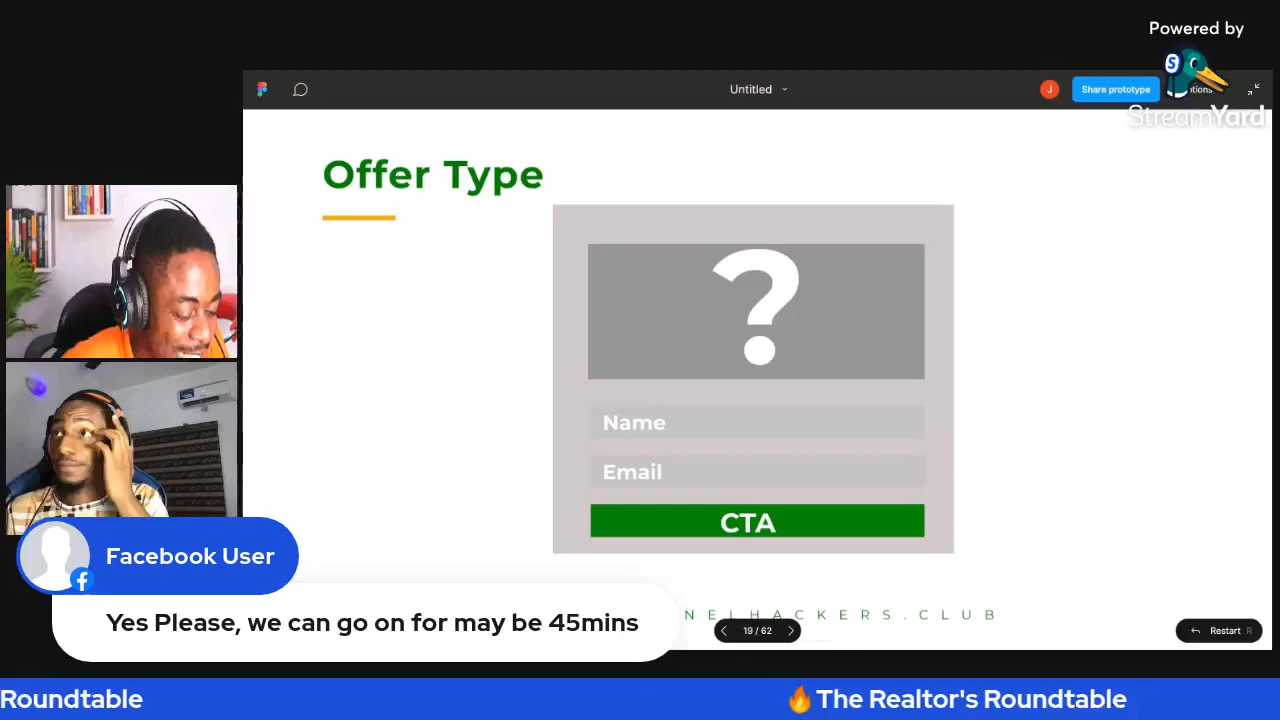 Powered by
StreamYard
Untitled
J
Share prototype
Offer Type
?
Name
Email
CTA
Facebook User
Yes Please, we can go on for may be 45mins
HACKERS.CLUB
19 / 62
Restart R
Roundtable
🔥The Realtor's Roundtable